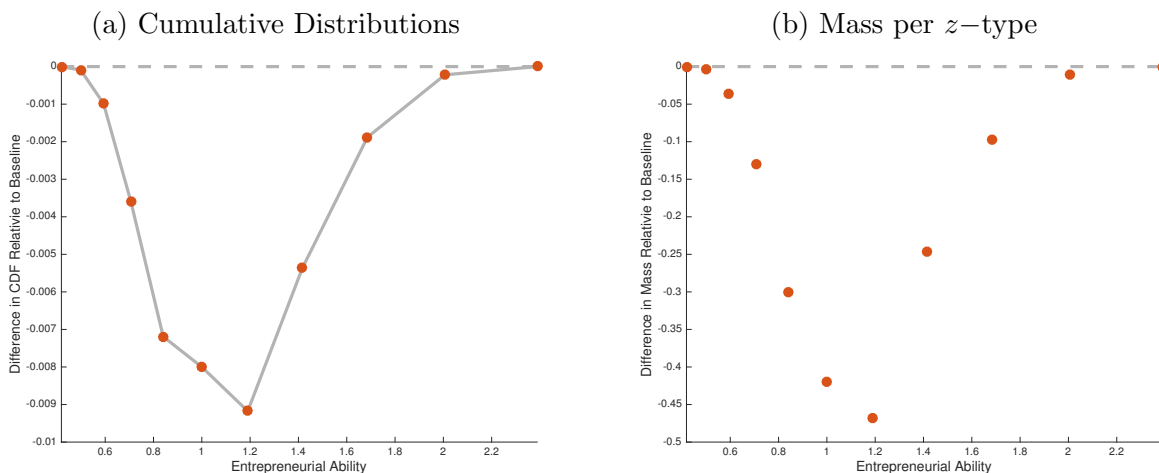 (a) Cumulative Distributions
Difference in CDF Relativie to Baseline
0
-0.001
-0.002
-0.003
-0.004
-0.005
-0.006
-0.007
-0.008
-0.009
-0.01
0.6 0.8 1 1.2 1.4 1.6 1.8 2 2.2
Entrepreneurial Ability
(b) Mass per z−type
Difference in Mass Relativie to Baseline
0
-0.05
-0.1
-0.15
-0.2
-0.25
-0.3
-0.35
-0.4
-0.45
-0.5
0.6 0.8 1 1.2 1.4 1.6 1.8 2 2.2
Entrepreneurial Ability